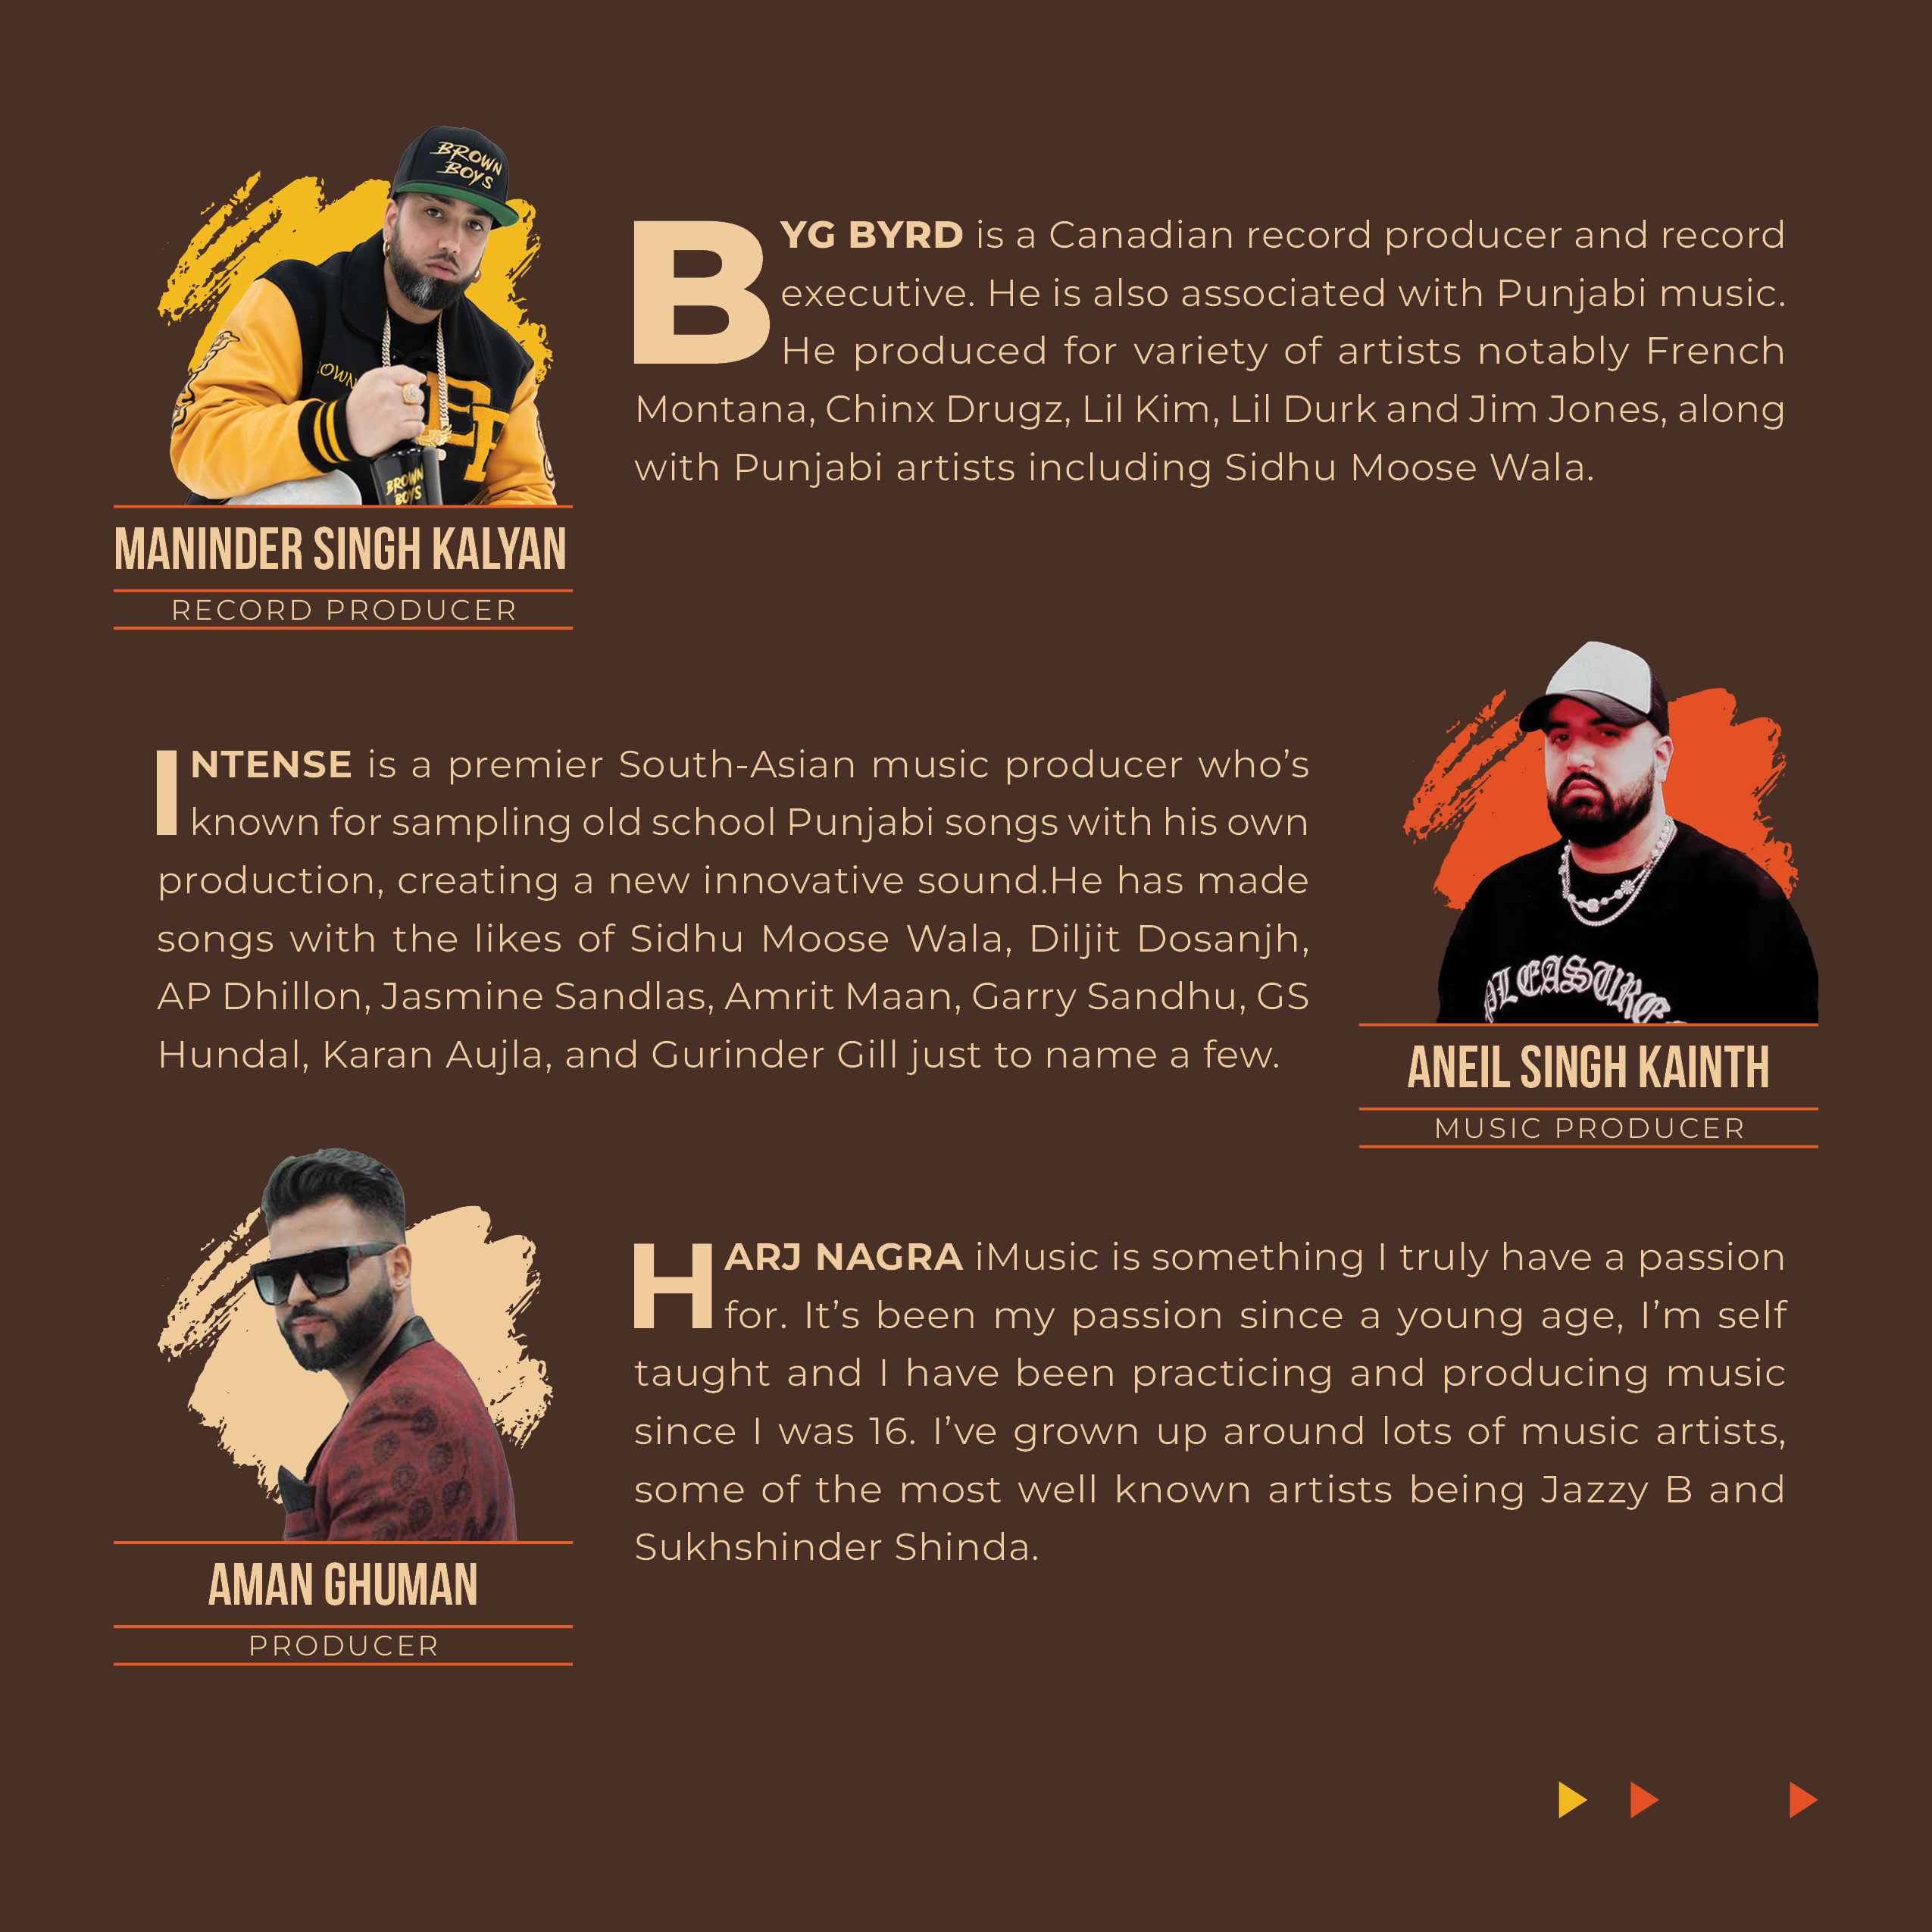 BROWN
BOYS
OWN
BROWN
BOYS
MANINDER SINGH KALYAN
RECORD PRODUCER
BYG BYRD is a Canadian record producer and record
executive. He is also associated with Punjabi music.
He produced for variety of artists notably French
Montana, Chinx Drugz, Lil Kim, Lil Durk and Jim Jones, along
with Punjabi artists including Sidhu Moose Wala.
INTENSE is a premier South-Asian music producer who’s
known for sampling old school Punjabi songs with his own
production, creating a new innovative sound.He has made
songs with the likes of Sidhu Moose Wala, Diljit Dosanjh,
AP Dhillon, Jasmine Sandlas, Amrit Maan, Garry Sandhu, GS
Hundal, Karan Aujla, and Gurinder Gill just to name a few.
PLEASURE
ANEIL SINGH KAINTH
MUSIC PRODUCER
AMAN GHUMAN
PRODUCER
HARJ NAGRA iMusic is something I truly have a passion
for. It’s been my passion since a young age, I’m self
taught and I have been practicing and producing music
since I was 16. I’ve grown up around lots of music artists,
some of the most well known artists being Jazzy B and
Sukhshinder Shinda.